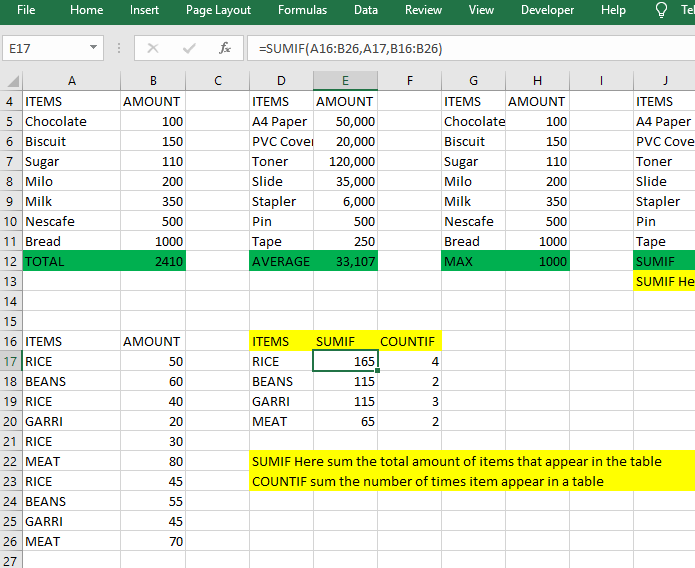 File Home Insert Page Layout Formulas Data Review View Developer Help Te
E17 fx =SUMIF(A16:B26,A17,B16:B26)
A B C D E F G H I J
4 ITEMS AMOUNT ITEMS AMOUNT ITEMS AMOUNT ITEMS
5 Chocolate 100 A4 Paper 50,000 Chocolate 100 A4 Paper
6 Biscuit 150 PVC Cover 20,000 Biscuit 150 PVC Cove
7 Sugar 110 Toner 120,000 Sugar 110 Toner
8 Milo 200 Slide 35,000 Milo 200 Slide
9 Milk 350 Stapler 6,000 Milk 350 Stapler
10 Nescafe 500 Pin 500 Nescafe 500 Pin
11 Bread 1000 Tape 250 Bread 1000 Tape
12 TOTAL 2410 AVERAGE 33,107 MAX 1000 SUMIF
13 SUMIF He
14
15
16 ITEMS AMOUNT ITEMS SUMIF COUNTIF
17 RICE 50 RICE 165 4
18 BEANS 60 BEANS 115 2
19 RICE 40 GARRI 115 3
20 GARRI 20 MEAT 65 2
21 RICE 30
22 MEAT 80 SUMIF Here sum the total amount of items that appear in the table
23 RICE 45 COUNTIF sum the number of times item appear in a table
24 BEANS 55
25 GARRI 45
26 MEAT 70
27